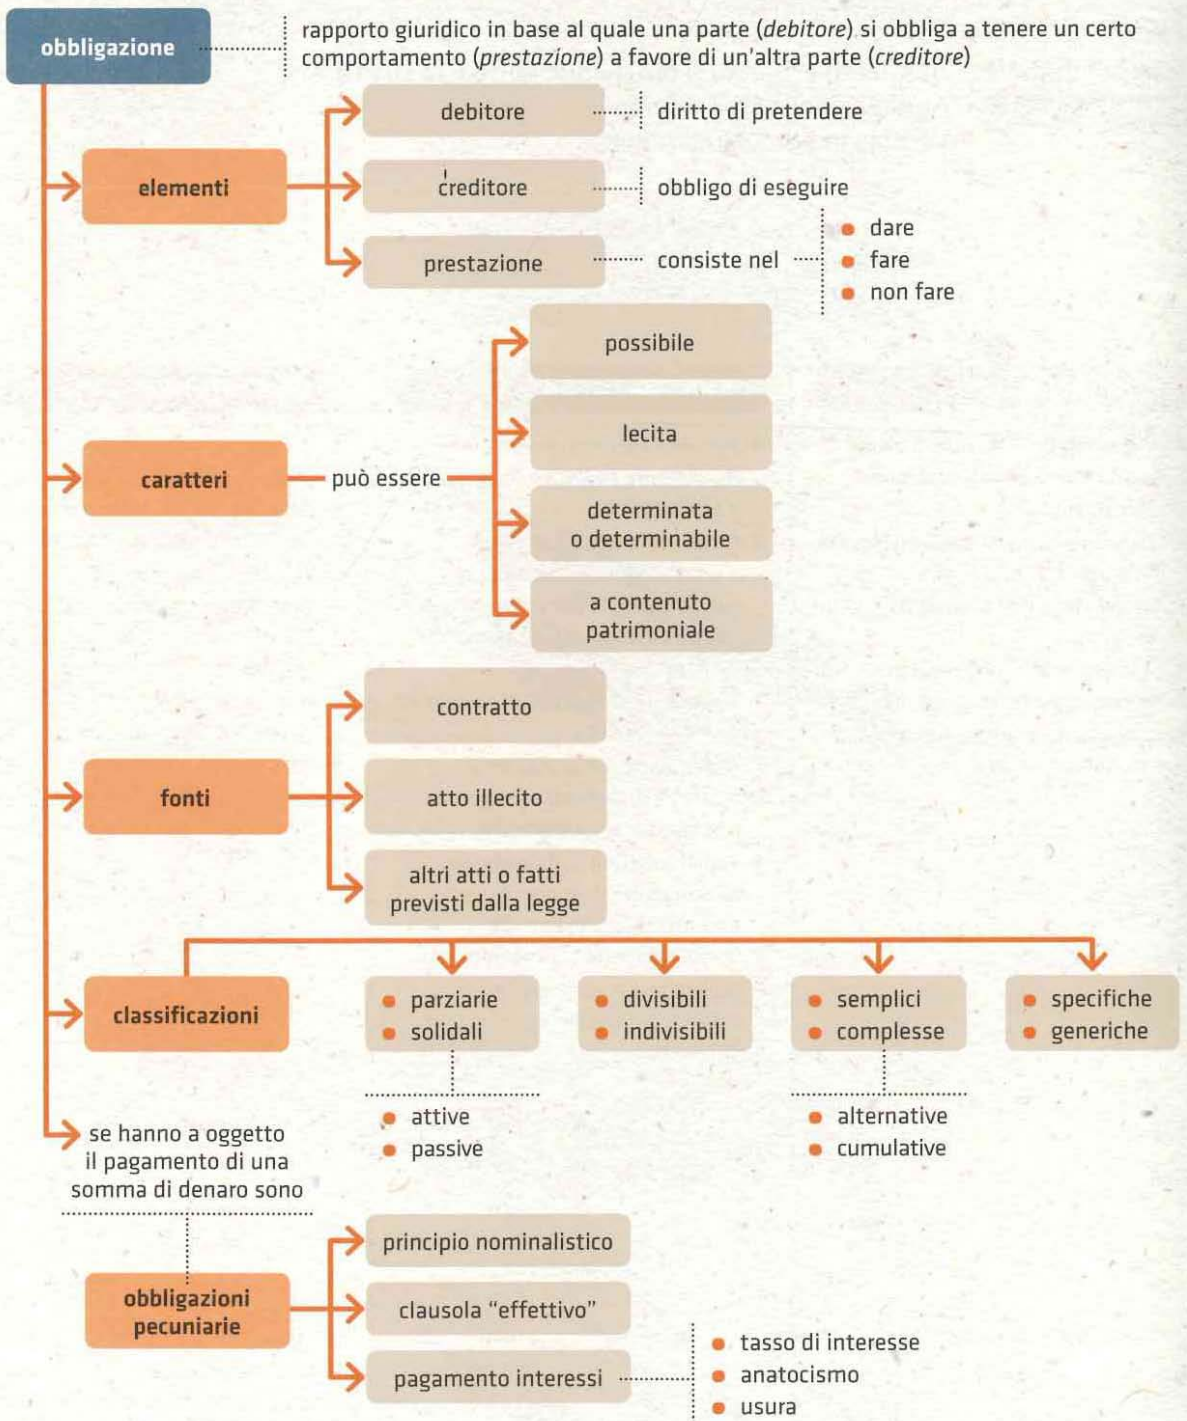 obbligazione
rapporto giuridico in base al quale una parte (debitore) si obbliga a tenere un certo
comportamento (prestazione) a favore di un'altra parte (creditore)
elementi
debitore
diritto di pretendere
creditore
obbligo di eseguire
prestazione
consiste nel
dare
fare
non fare
caratteri
può essere
possibile
lecita
determinata
o determinabile
a contenuto
patrimoniale
fonti
contratto
atto illecito
altri atti o fatti
previsti dalla legge
classificazioni
parziarie
solidali
attive
passive
divisibili
indivisibili
semplici
complesse
alternative
cumulative
specifiche
generiche
se hanno a oggetto
il pagamento di una
somma di denaro sono
obbligazioni
pecuniarie
principio nominalistico
clausola "effettivo"
pagamento interessi
tasso di interesse
anatocismo
usura